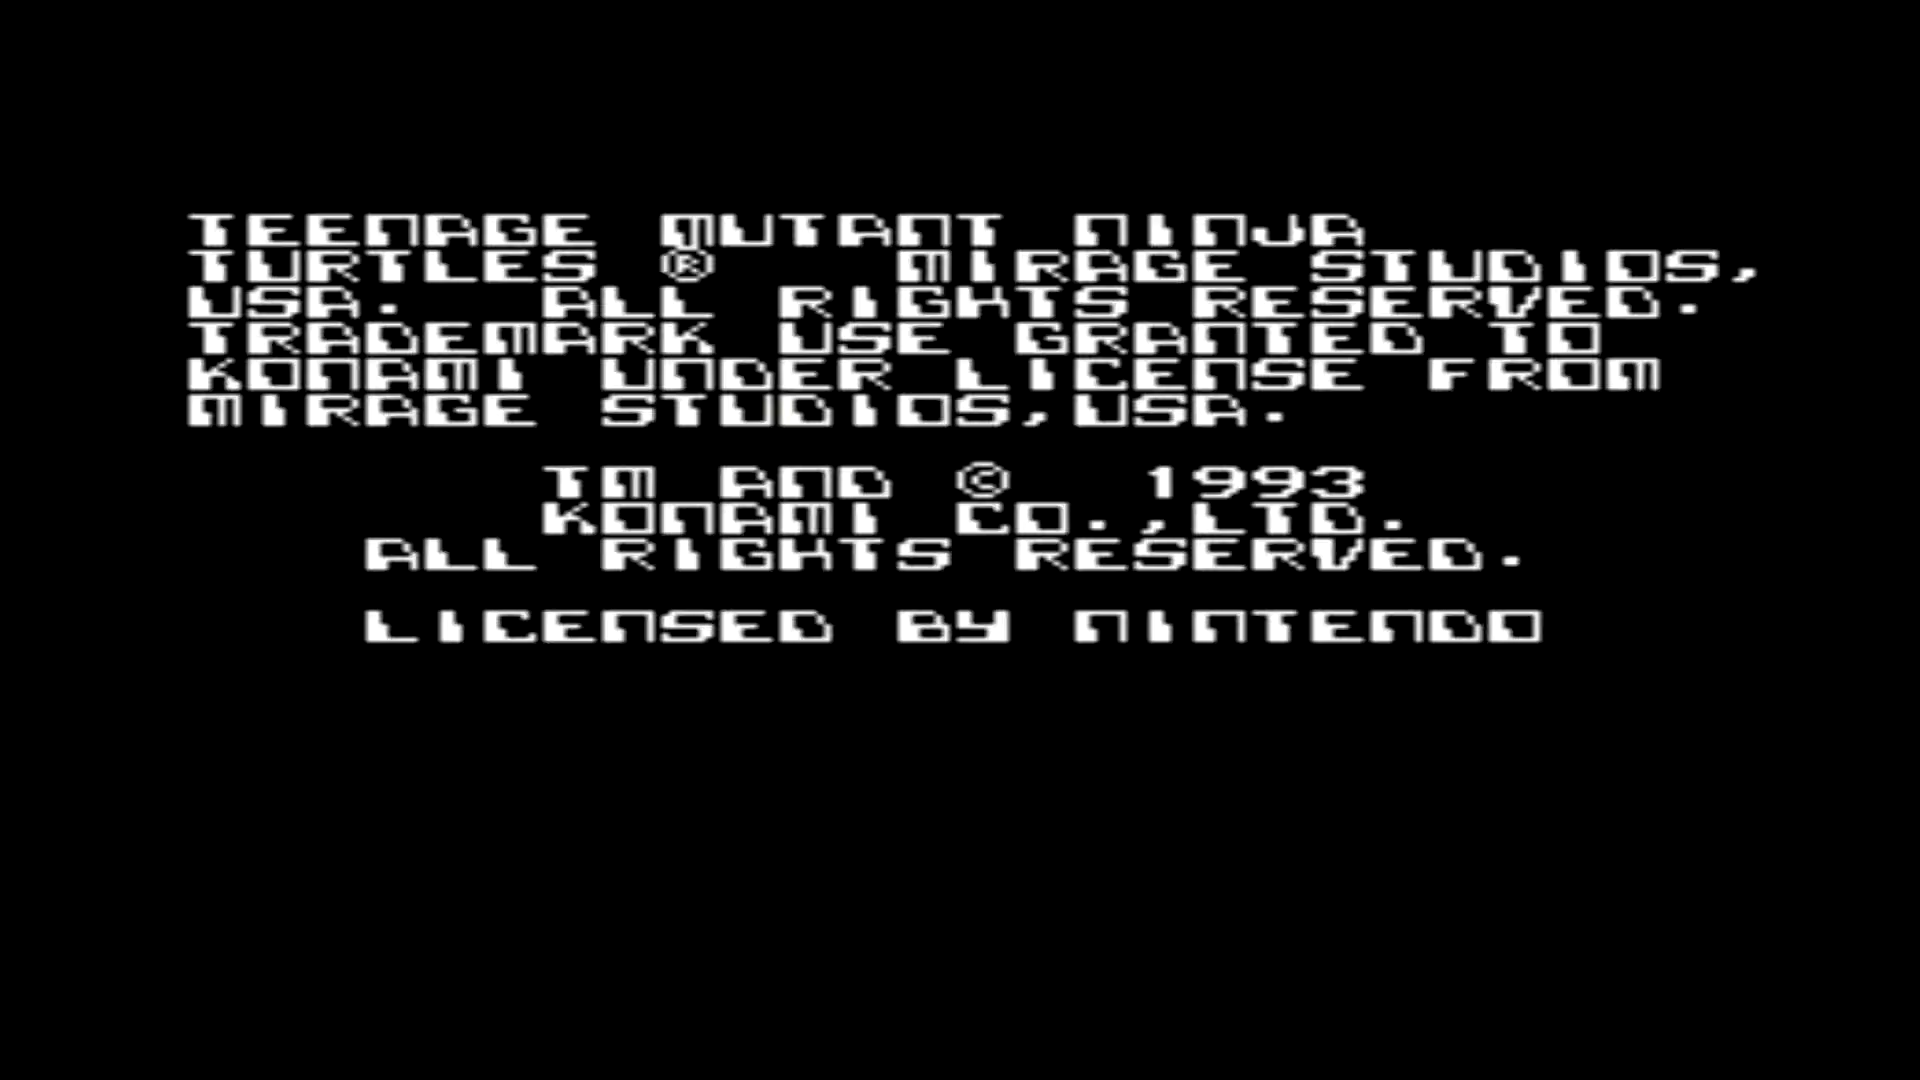 TEENAGE MUTANT NINJA
TURTLES ® MIRAGE STUDIOS,
USA. ALL RIGHTS RESERVED.
TRADEMARK USE GRANTED TO
KONAMI UNDER LICENSE FROM
MIRAGE STUDIOS,USA.
TM AND © 1993
KONAMI CO.,LTD.
ALL RIGHTS RESERVED.
LICENSED BY NINTENDO